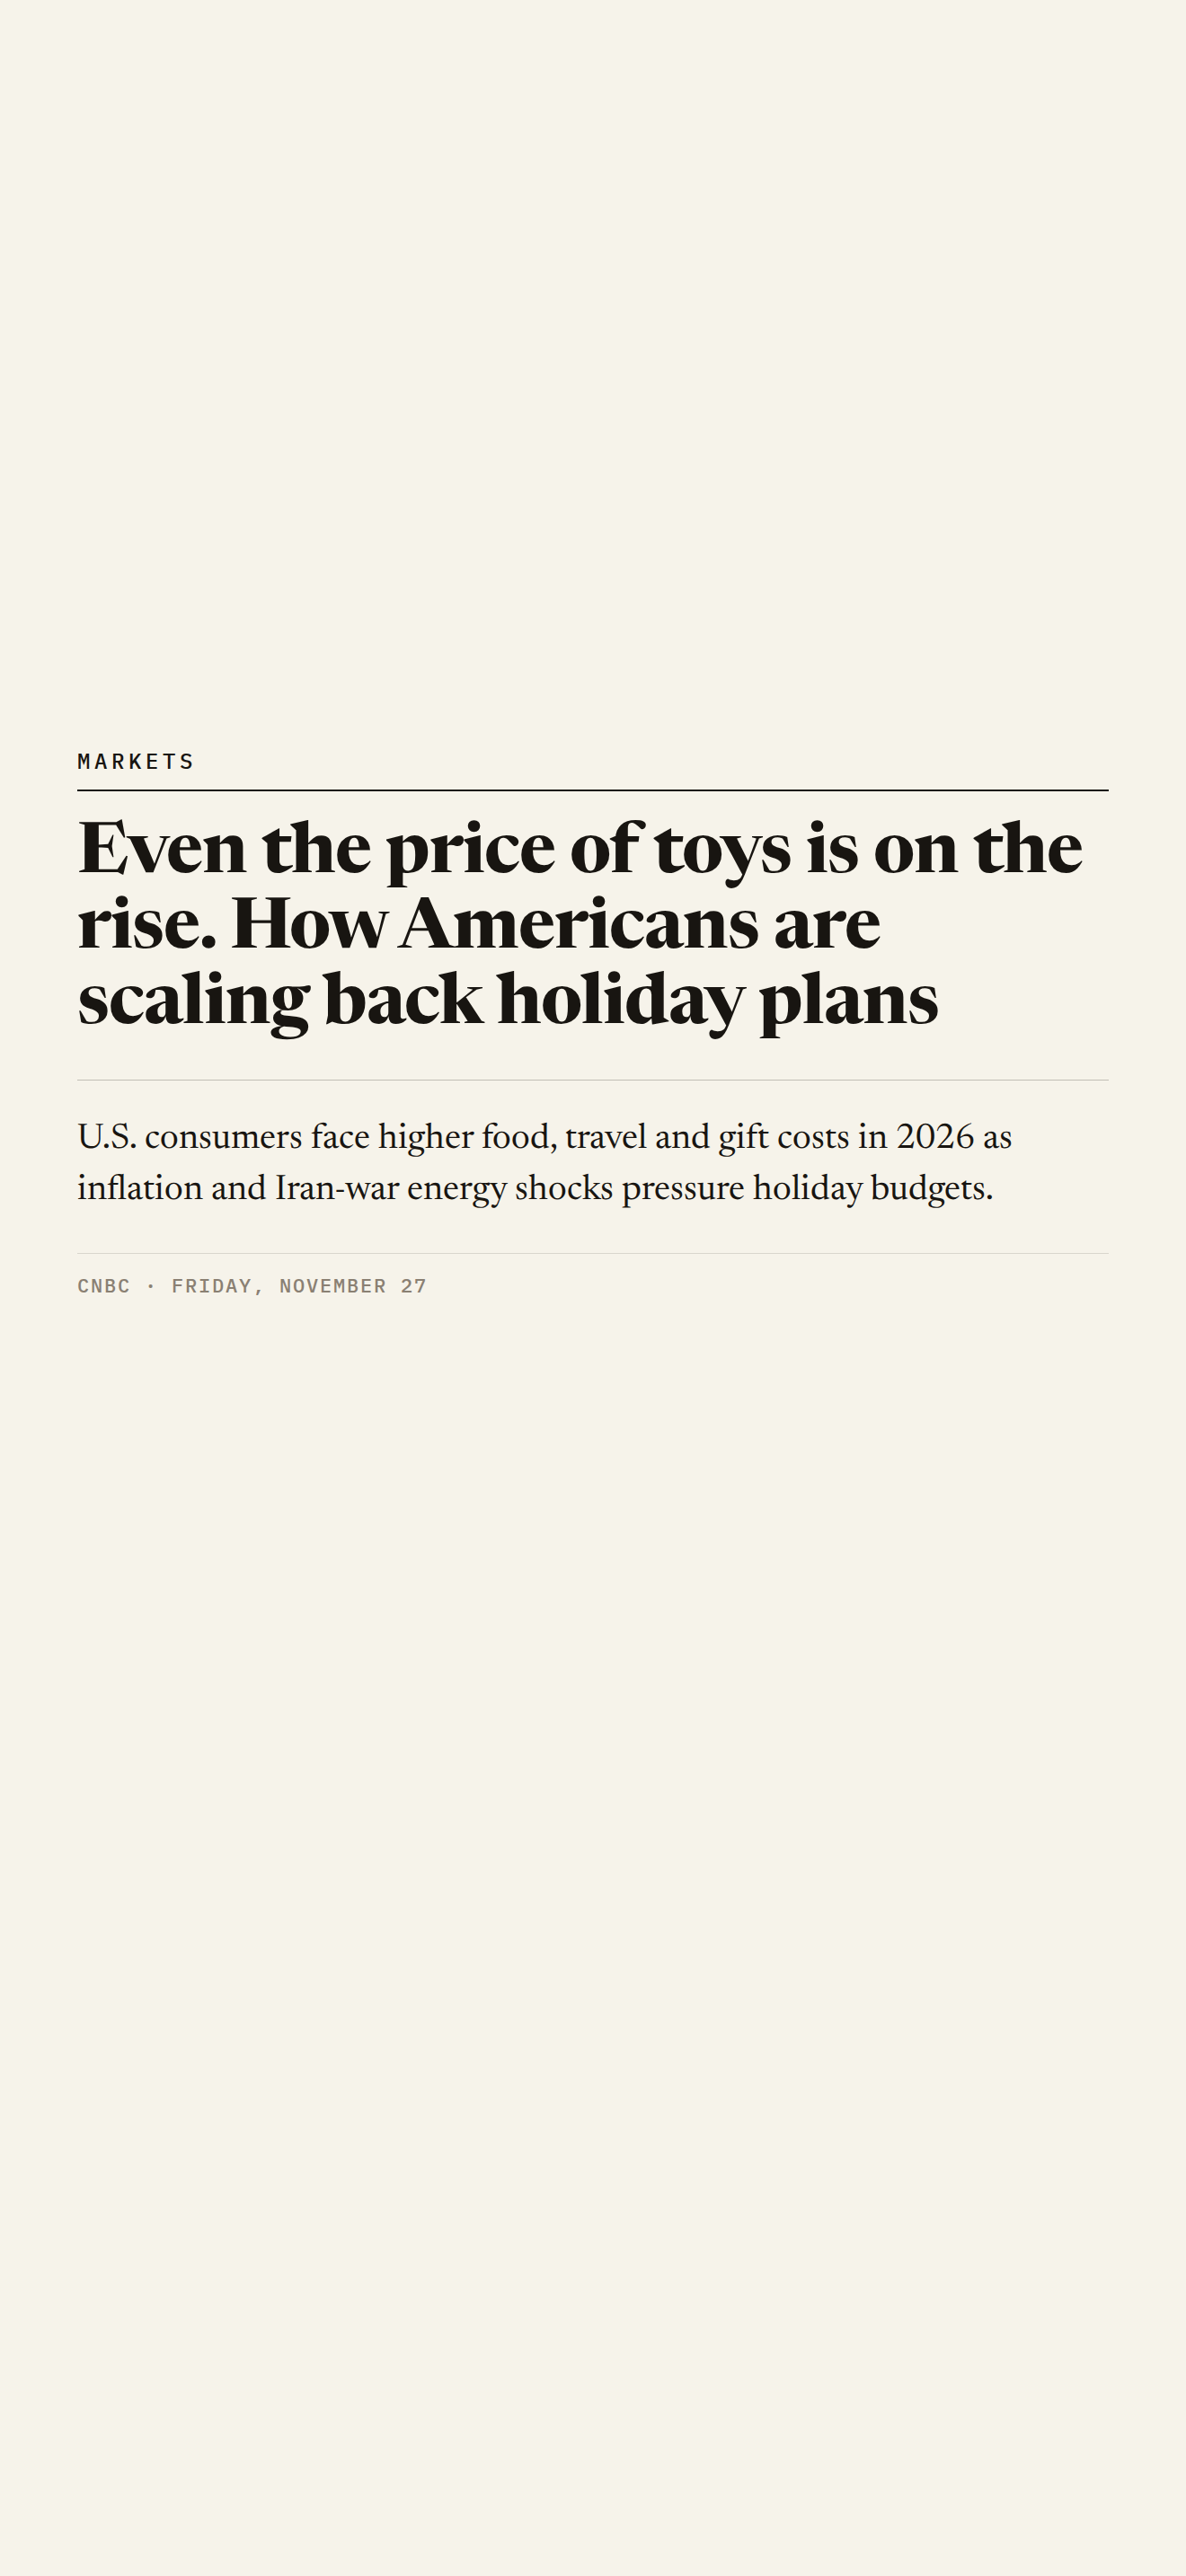 MARKETS
Even the price of toys is on the
rise. How Americans are
scaling back holiday plans
U.S. consumers face higher food, travel and gift costs in 2026 as
inflation and Iran-war energy shocks pressure holiday budgets.
CNBC · FRIDAY, NOVEMBER 27